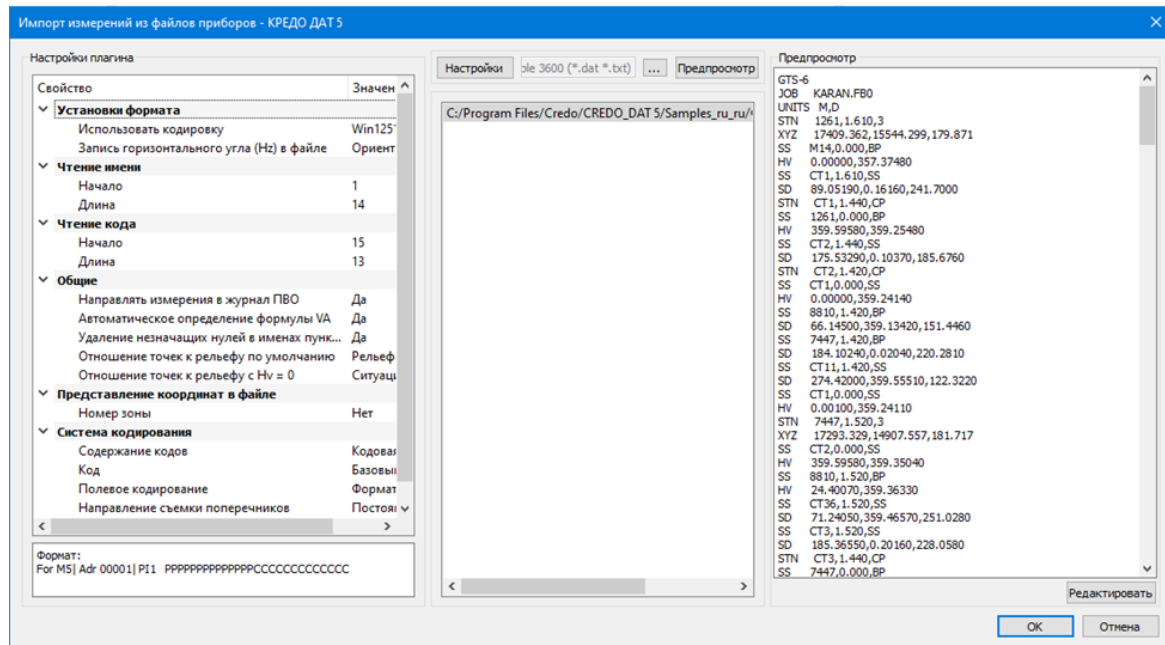 Импорт измерений из файлов приборов - КРЕДО ДАТ 5
Настройки плагина
Свойство Значен
Установки формата
Использовать кодировку Win125
Запись горизонтального угла (Hz) в файле Ориент
Чтение имени
Начало 1
Длина 14
Чтение кода
Начало 15
Длина 13
Общие
Направлять измерения в журнал ПВО Да
Автоматическое определение формулы VA Да
Удаление незначащих нулей в именах пунк... Да
Отношение точек к рельефу по умолчанию Рельеф
Отношение точек к рельефу с Hv = 0 Ситуаци
Представление координат в файле
Номер зоны Нет
Система кодирования
Содержание кодов Кодовая
Код Базовый
Полевое кодирование Формат
Направление съемки поперечников Постоян
Формат:
For M5| Adr 00001| PI1 PPPPPPPPPPPPPPCCCCCCCCCCCCC
Настройки ble 3600 (*.dat *.txt) ... Предпросмотр
C:/Program Files/Credo/CREDO_DAT 5/Samples_ru_ru/
Предпросмотр
GTS-6
JOB KARAN.FB0
UNITS M,D
STN 1261,1.610,3
XYZ 17409.362,15544.299,179.871
SS M14,0.000,BP
HV 0.00000,357.37480
SS CT1,1.610,SS
SD 89.05190,0.16160,241.7000
STN CT1,1.440,CP
SS 1261,0.000,BP
HV 359.59580,359.25480
SS CT2,1.440,SS
SD 175.53290,0.10370,185.6760
STN CT2,1.420,CP
SS CT1,0.000,SS
HV 0.00000,359.24140
SS 8810,1.420,BP
SD 66.14500,359.13420,151.4460
SS 7447,1.420,BP
SD 184.10240,0.02040,220.2810
SS CT11,1.420,SS
SD 274.42000,359.55510,122.3220
SS CT1,0.000,SS
HV 0.00100,359.24110
STN 7447,1.520,3
XYZ 17293.329,14907.557,181.717
SS CT2,0.000,SS
HV 359.59580,359.35040
SS 8810,1.520,BP
HV 24.40070,359.36330
SS CT36,1.520,SS
SD 71.24050,359.46570,251.0280
SS CT3,1.520,SS
SD 185.36550,0.20160,228.0580
STN CT3,1.440,CP
SS 7447,0.000,BP
Редактировать
ОК Отмена